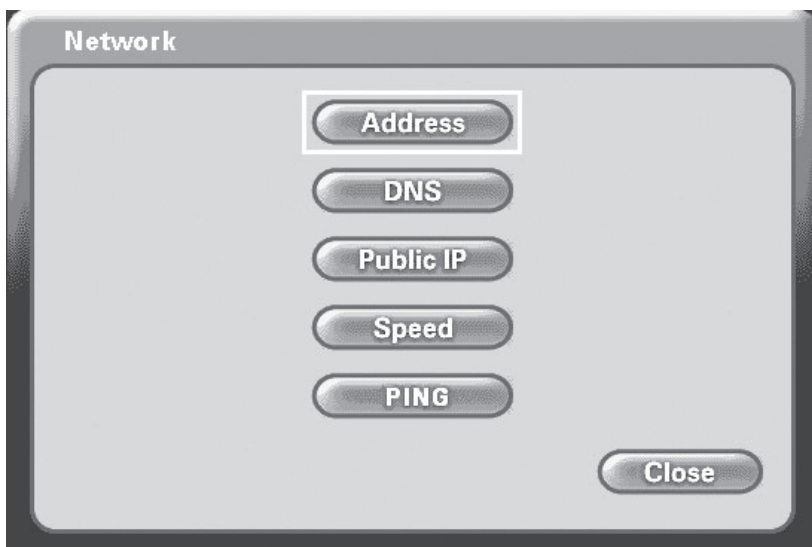 Network
Address
DNS
Public IP
Speed
PING
Close